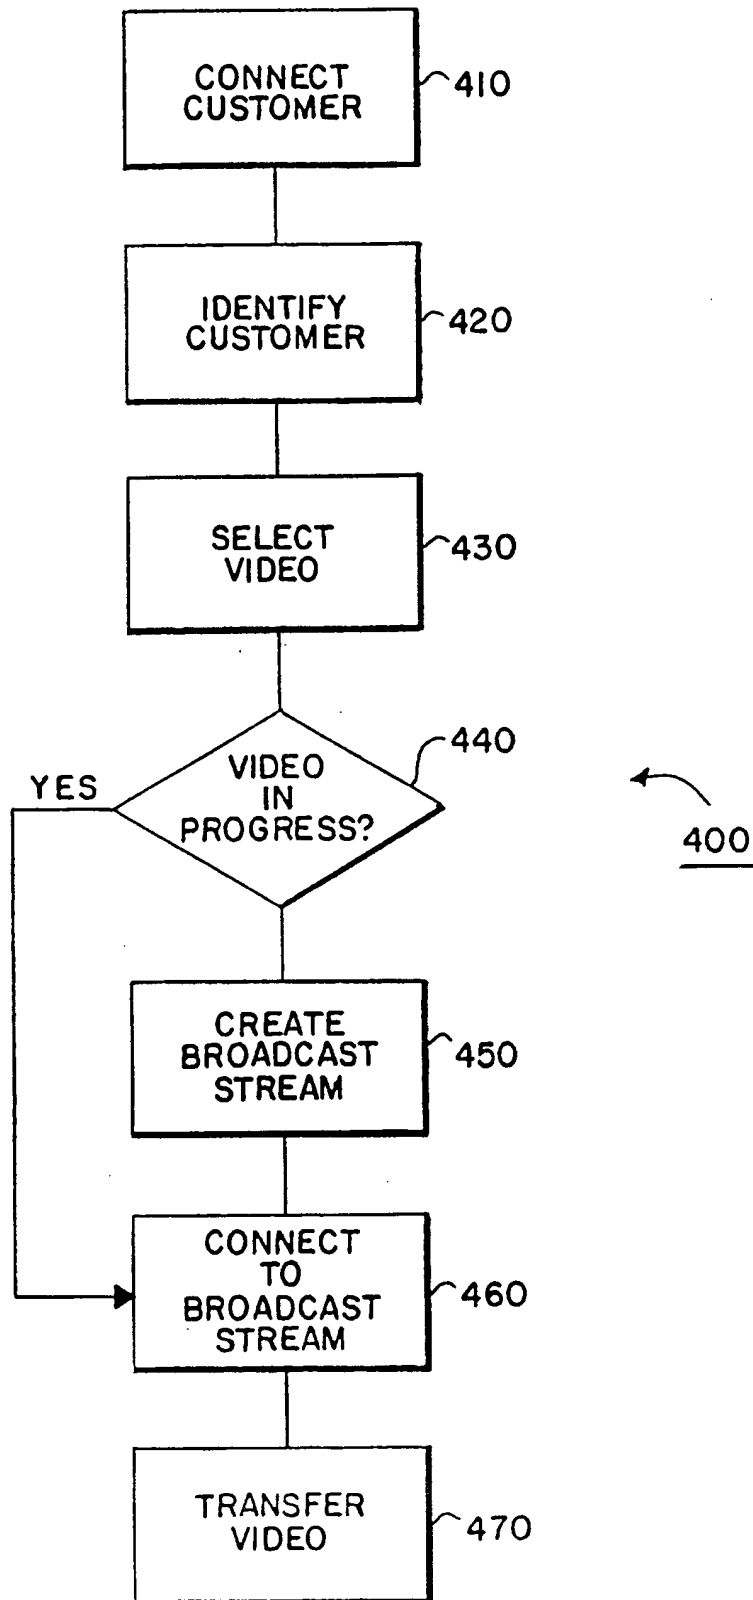 CONNECT
CUSTOMER
410
IDENTIFY
CUSTOMER
420
SELECT
VIDEO
430
440
VIDEO
IN
PROGRESS?
YES
400
CREATE
BROADCAST
STREAM
450
CONNECT
TO
BROADCAST
STREAM
460
TRANSFER
VIDEO
470